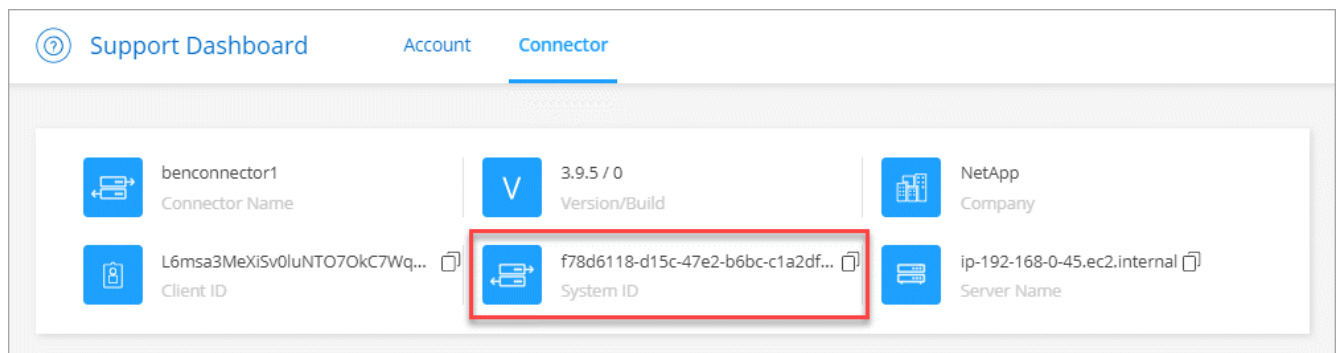 Support Dashboard Account Connector
benconnector1
Connector Name
V
3.9.5 / 0
Version/Build
NetApp
Company
L6msa3MeXiSv0luNTO7OkC7Wq...
Client ID
f78d6118-d15c-47e2-b6bc-c1a2df...
System ID
ip-192-168-0-45.ec2.internal
Server Name